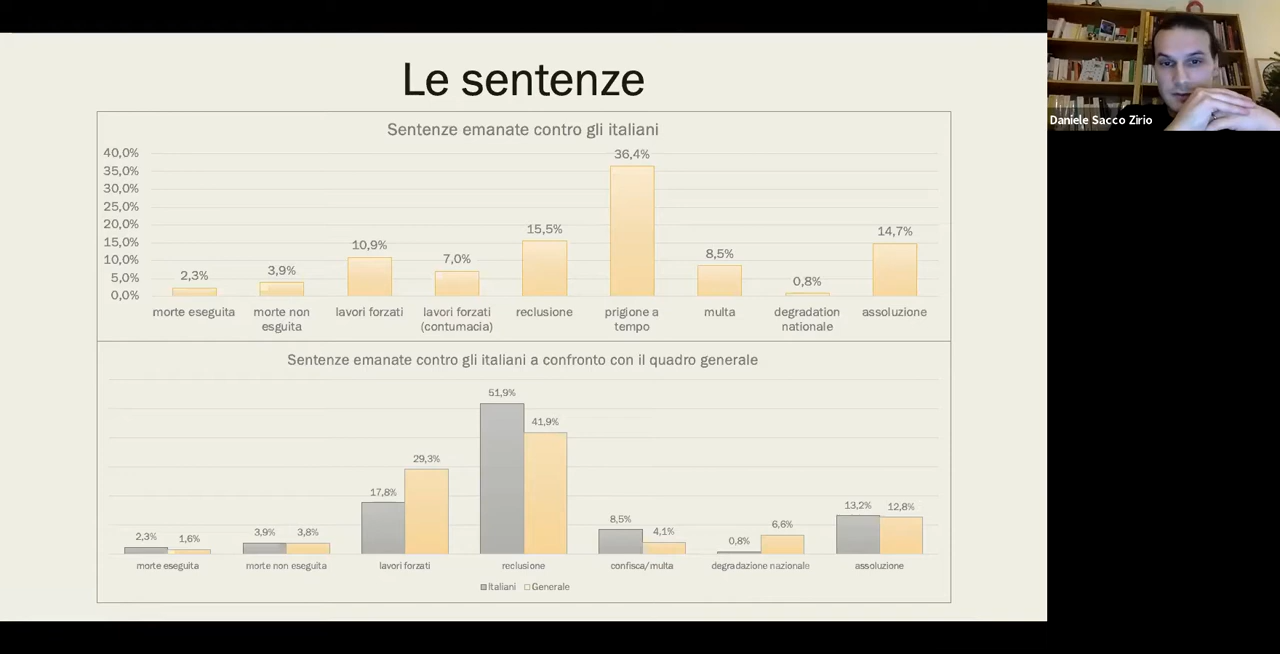 Le sentenze
Sentenze emanate contro gli italiani
40,0%
35,0%
30,0%
25,0%
20,0%
15,0%
10,0%
5,0%
0,0%
2,3%
3,9%
10,9%
7,0%
15,5%
36,4%
8,5%
0,8%
14,7%
morte eseguita
morte non
esguita
lavori forzati
lavori forzati
(contumacia)
reclusione
prigione a
tempo
multa
degradation
nationale
assoluzione
Sentenze emanate contro gli italiani a confronto con il quadro generale
2,3%
1,6%
3,9%
3,8%
17,8%
29,3%
51,9%
41,9%
8,5%
4,1%
0,8%
6,6%
13,2%
12,8%
morte eseguita
morte non eseguita
lavori forzati
reclusione
confisca/multa
degradazione nazionale
assoluzione
Italiani
Generale
Daniele Sacco Zirio